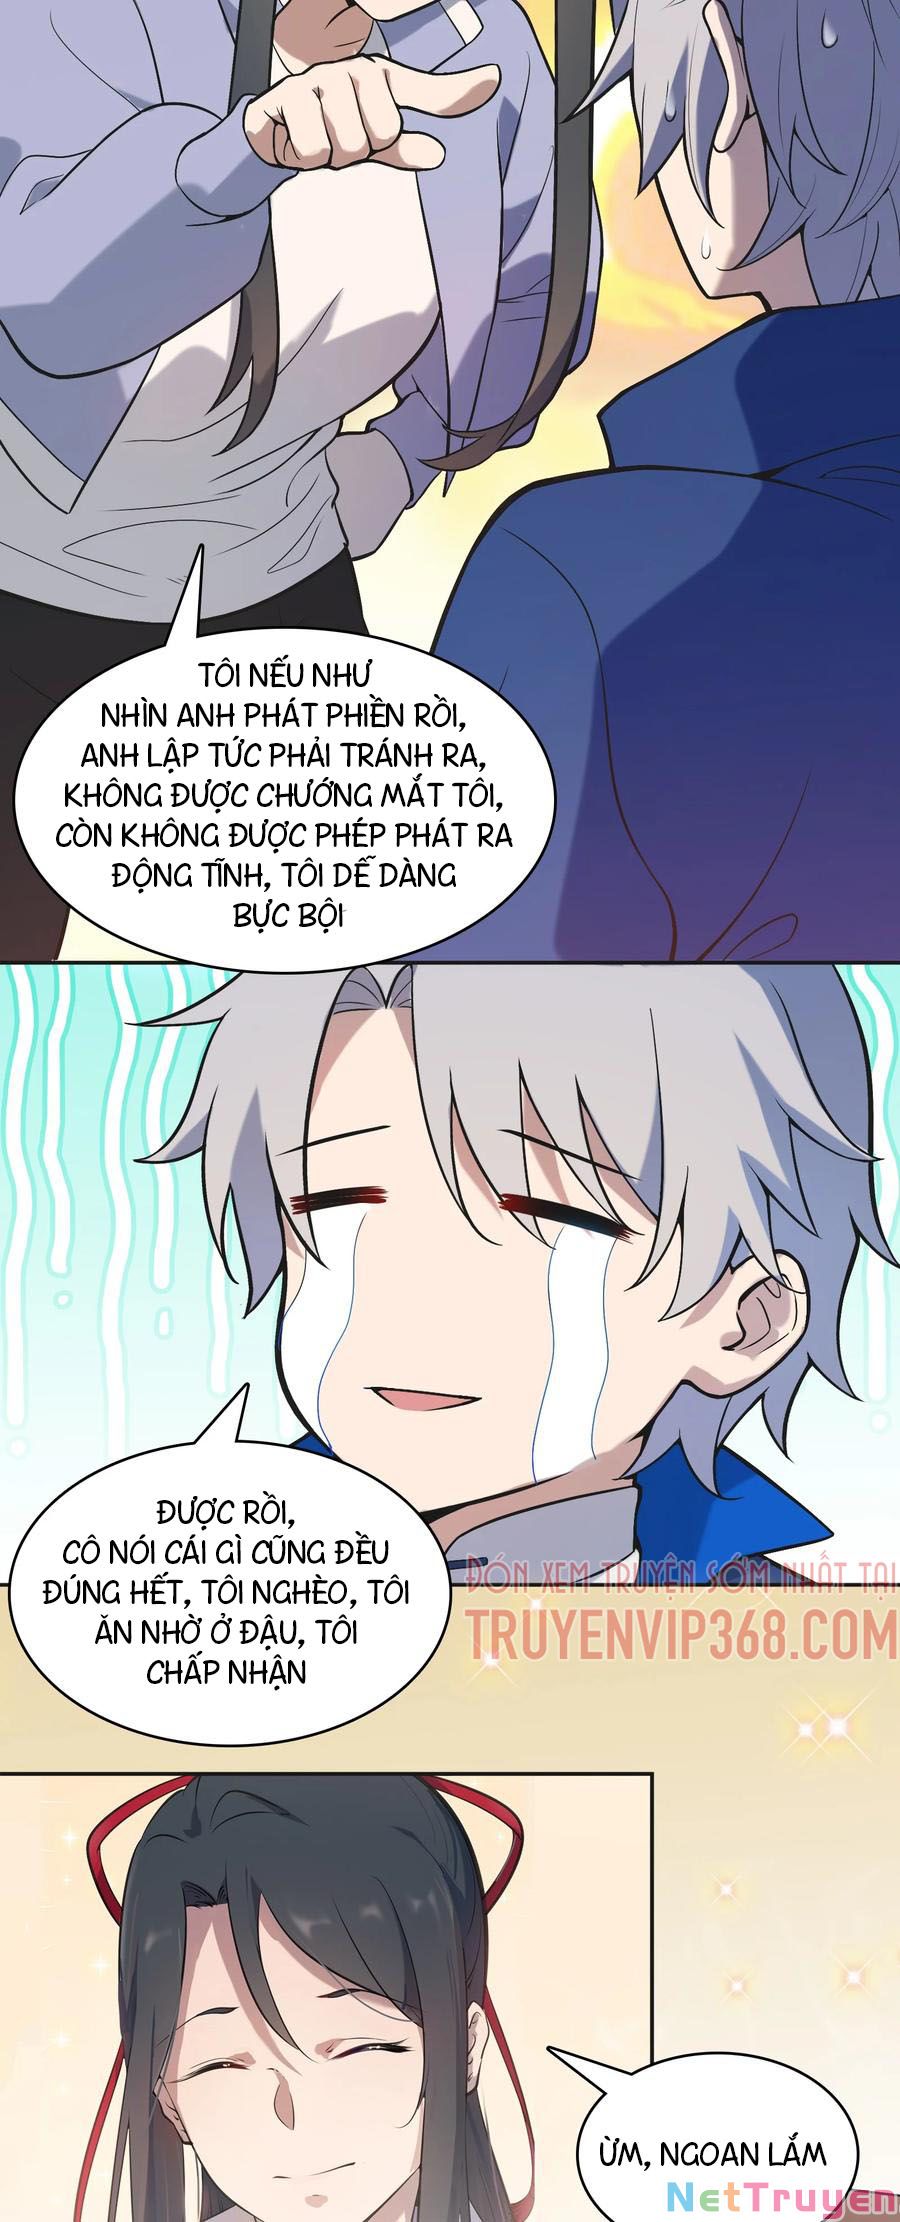 TÔI NẾU NHƯ
NHÌN ANH PHÁT PHIỀN RỒI,
ANH LẬP TỨC PHẢI TRÁNH RA,
KHÔNG ĐƯỢC CHƯỚNG MẮT TÔI,
CÒN KHÔNG ĐƯỢC PHÉP PHÁT RA
ĐỘNG TĨNH, TÔI DỄ DÀNG
BỰC BỘI
ĐƯỢC RỒI,
CÔ NÓI CÁI GÌ CŨNG ĐỀU
ĐÚNG HẾT, TÔI NGHÈO, TÔI
ĂN NHỜ Ở ĐẬU, TÔI
CHẤP NHẬN
ĐÓN XEM TRUYỆN SỚM NHẤT TẠI
TRUYENVIP368.COM
ỪM, NGOAN LẮM
NetTruyen